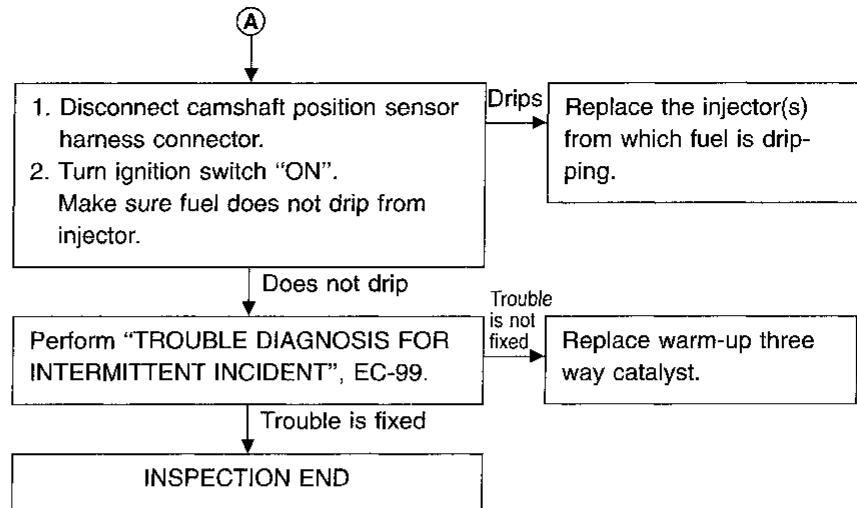 A
1. Disconnect camshaft position sensor
harness connector.
2. Turn ignition switch “ON”.
Make sure fuel does not drip from
injector.
Drips
Replace the injector(s)
from which fuel is drip-
ping.
Does not drip
Perform “TROUBLE DIAGNOSIS FOR
INTERMITTENT INCIDENT”, EC-99.
Trouble
is not
fixed
Replace warm-up three
way catalyst.
Trouble is fixed
INSPECTION END